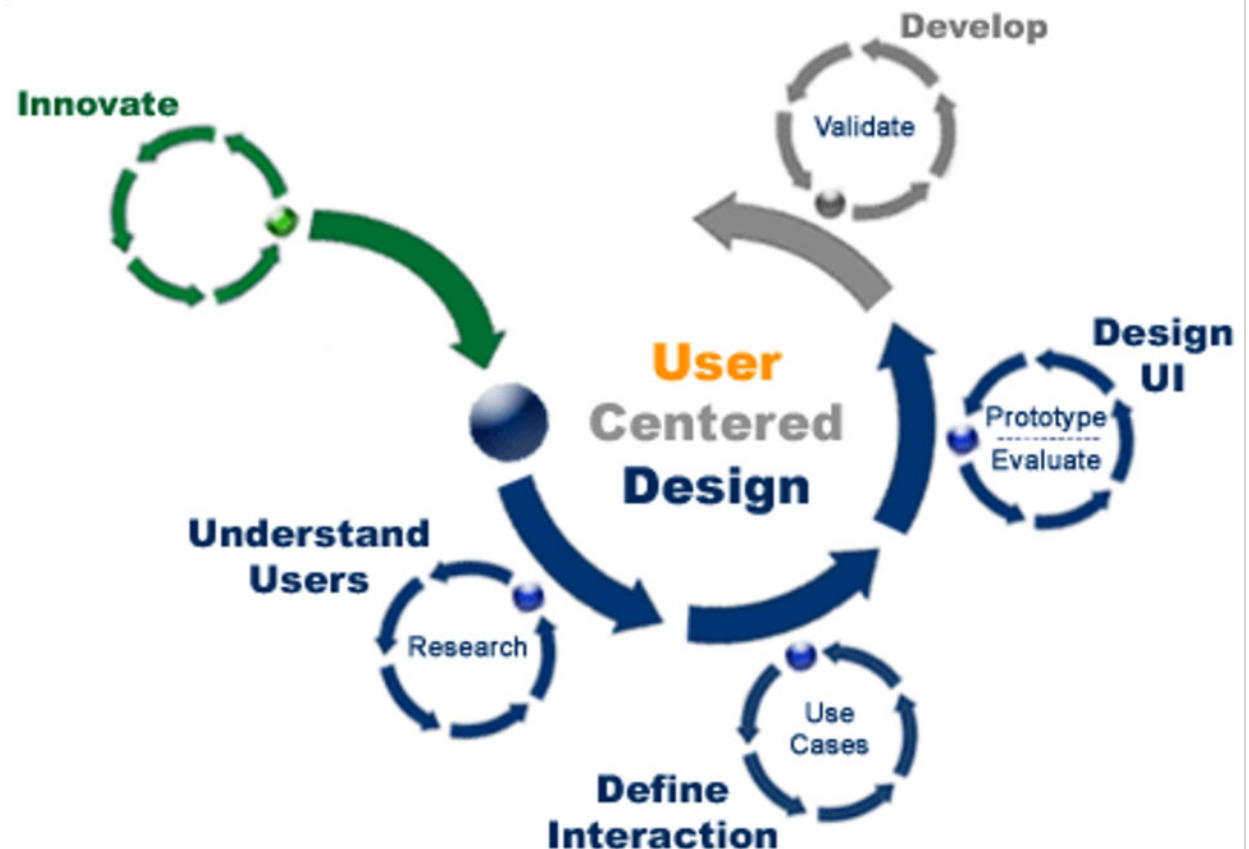 Innovate
Develop
Validate
User
Centered
Design
Design
UI
Prototype
Evaluate
Understand
Users
Research
Use
Cases
Define
Interaction